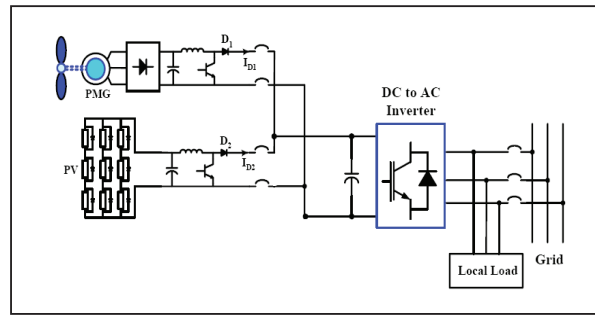 D1
ID1
PMG
DC to AC
Inverter
D2
ID2
PV
Local Load
Grid